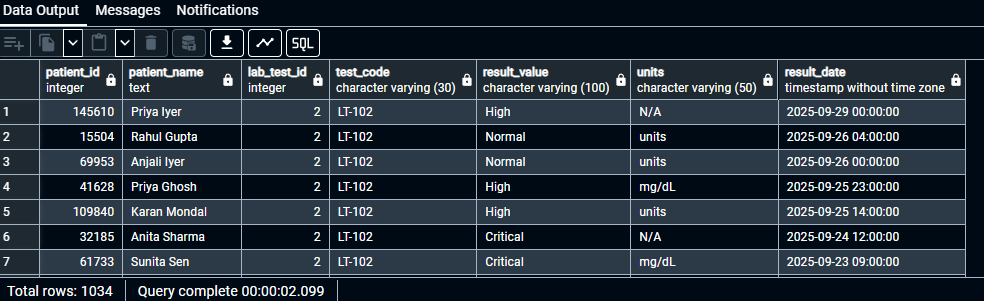 Data Output Messages Notifications
SQL
patient_id patient_name lab_test_id test_code result_value units result_date
integer text integer character varying (30) character varying (100) character varying (50) timestamp without time zone
1 145610 Priya Iyer 2 LT-102 High N/A 2025-09-29 00:00:00
2 15504 Rahul Gupta 2 LT-102 Normal units 2025-09-26 04:00:00
3 69953 Anjali Iyer 2 LT-102 Normal units 2025-09-26 00:00:00
4 41628 Priya Ghosh 2 LT-102 High mg/dL 2025-09-25 23:00:00
5 109840 Karan Mondal 2 LT-102 High units 2025-09-25 14:00:00
6 32185 Anita Sharma 2 LT-102 Critical N/A 2025-09-24 12:00:00
7 61733 Sunita Sen 2 LT-102 Critical mg/dL 2025-09-23 09:00:00
Total rows: 1034 Query complete 00:00:02.099